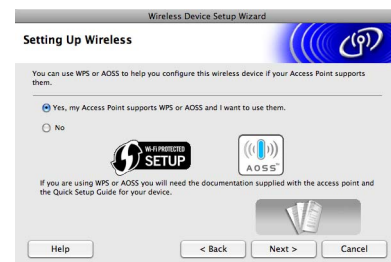 Wireless Device Setup Wizard
Setting Up Wireless
You can use WPS or AOSS to help you configure this wireless device if your Access Point supports
them.
Yes, my Access Point supports WPS or AOSS and I want to use them.
No
WI-FI PROTECTED
SETUP
AOSS™
If you are using WPS or AOSS you will need the documentation supplied with the access point and
the Quick Setup Guide for your device.
Help
< Back
Next >
Cancel